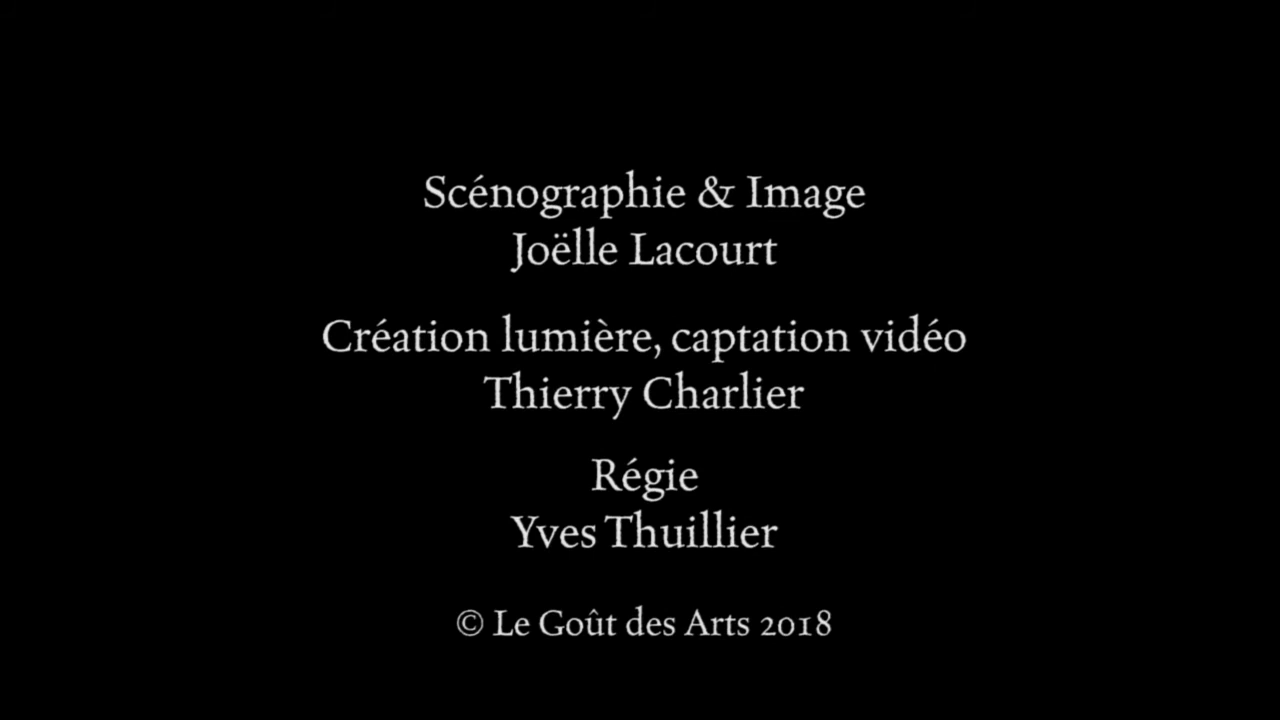 Scénographie & Image
Joëlle Lacourt
Création lumière, captation vidéo
Thierry Charlier
Régie
Yves Thuillier
© Le Goût des Arts 2018